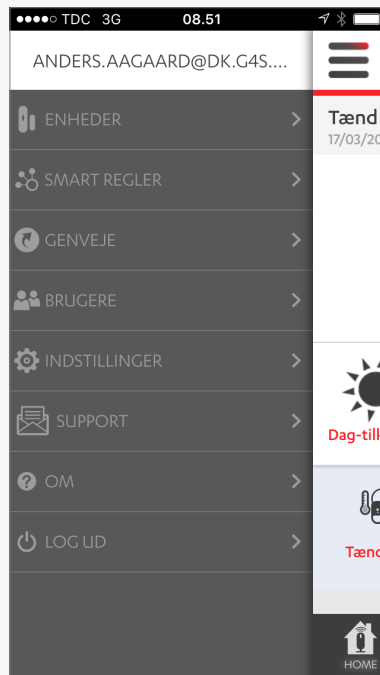 TDC 3G 08.51
ANDERS.AAGAARD@DK.G4S....
ENHEDER
SMART REGLER
GENVEJE
BRUGERE
INDSTILLINGER
SUPPORT
OM
LOG UD
Tænd
17/03/20
Dag-till
Tænd
HOME